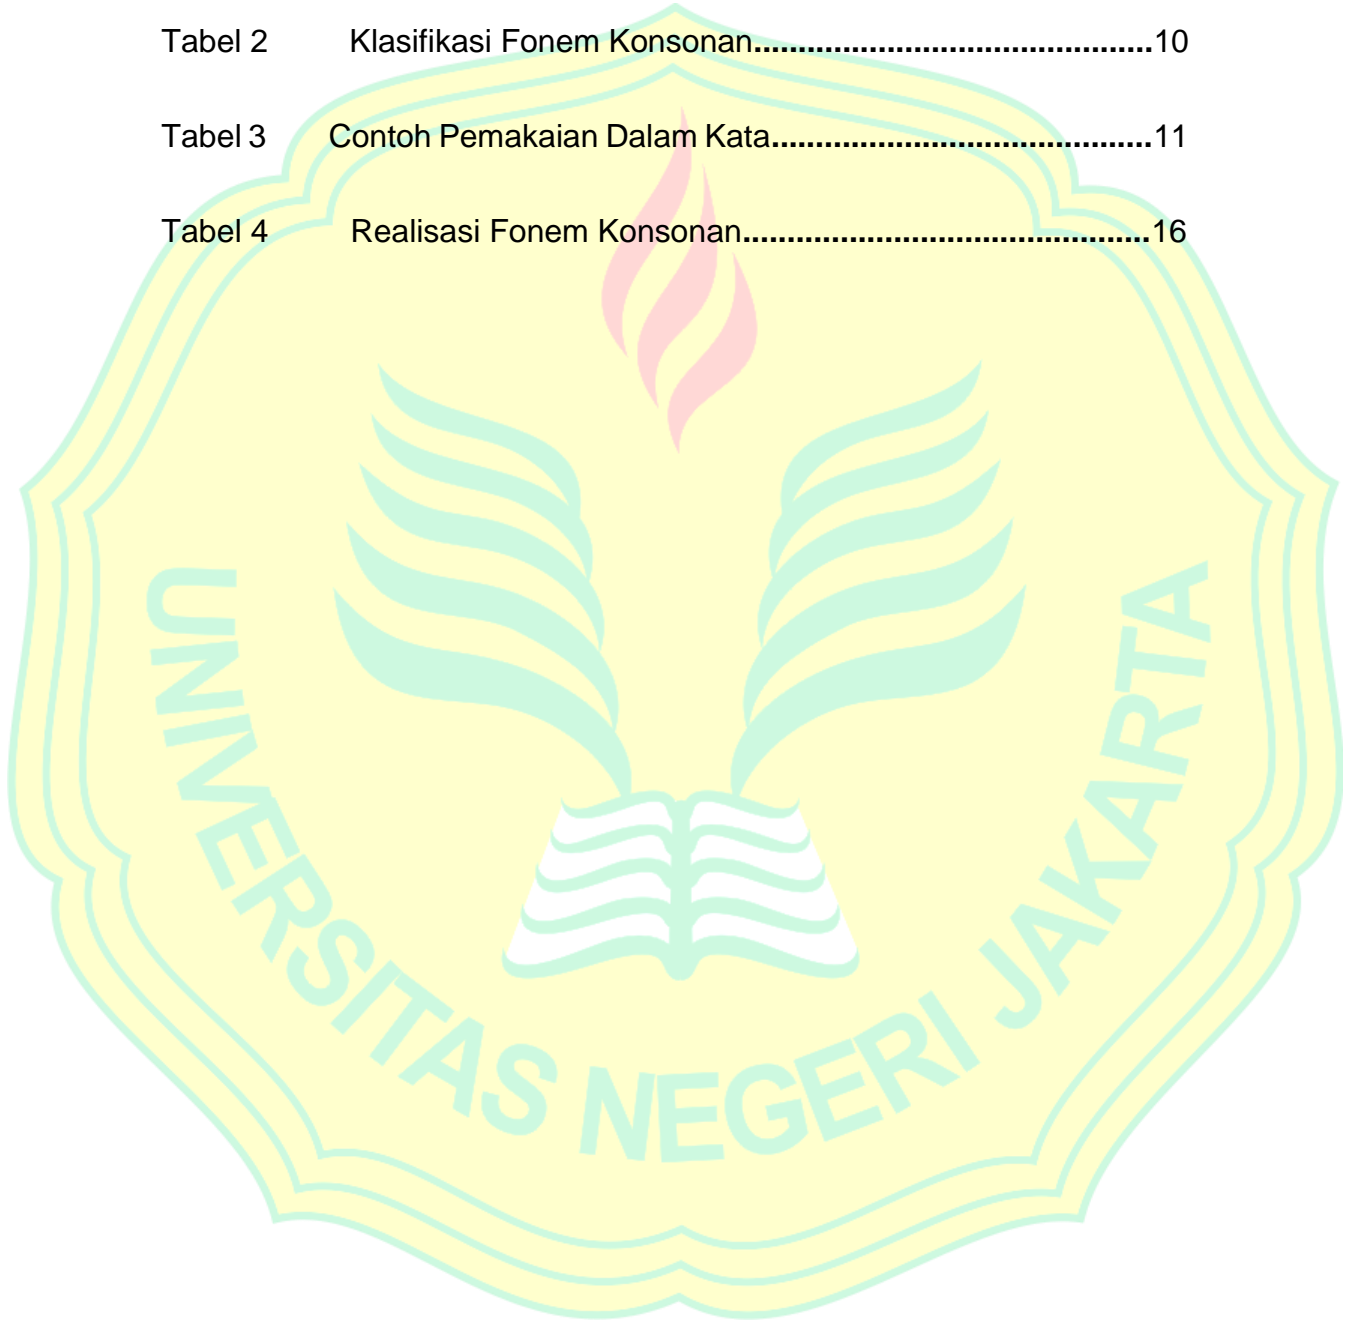 Tabel 2 Klasifikasi Fonem Konsonan.............................................10
Tabel 3 Contoh Pemakaian Dalam Kata...........................................11
Tabel 4 Realisasi Fonem Konsonan..............................................16
UNIVERSITAS NEGERI JAKARTA